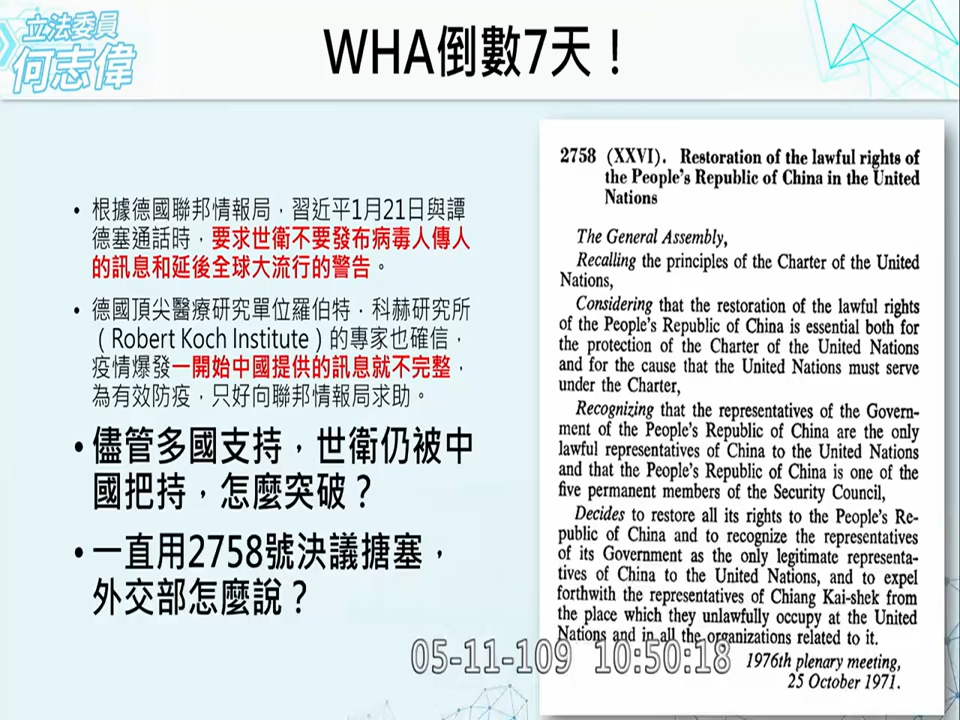 立法委員
何志偉
WHA倒數7天！
• 根據德國聯邦情報局，習近平1月21日與譚
德塞通話時，要求世衛不要發布病毒人傳人
的訊息和延後全球大流行的警告。
• 德國頂尖醫療研究單位羅伯特．科赫研究所
（Robert Koch Institute）的專家也確信，
疫情爆發一開始中國提供的訊息就不完整，
為有效防疫，只好向聯邦情報局求助。
• 儘管多國支持，世衛仍被中
國把持，怎麼突破？
• 一直用2758號決議搪塞，
外交部怎麼說？
2758 (XXVI). Restoration of the lawful rights of
the People's Republic of China in the United
Nations
The General Assembly,
Recalling the principles of the Charter of the United
Nations,
Considering that the restoration of the lawful rights
of the People's Republic of China is essential both for
the protection of the Charter of the United Nations
and for the cause that the United Nations must serve
under the Charter,
Recognizing that the representatives of the Govern-
ment of the People's Republic of China are the only
lawful representatives of China to the United Nations
and that the People's Republic of China is one of the
five permanent members of the Security Council,
Decides to restore all its rights to the People's Re-
public of China and to recognize the representatives
of its Government as the only legitimate representa-
tives of China to the United Nations, and to expel
forthwith the representatives of Chiang Kai-shek from
the place which they unlawfully occupy at the United
Nations and in all the organizations related to it.
1976th plenary meeting,
25 October 1971.
05-11-109 10:50:18